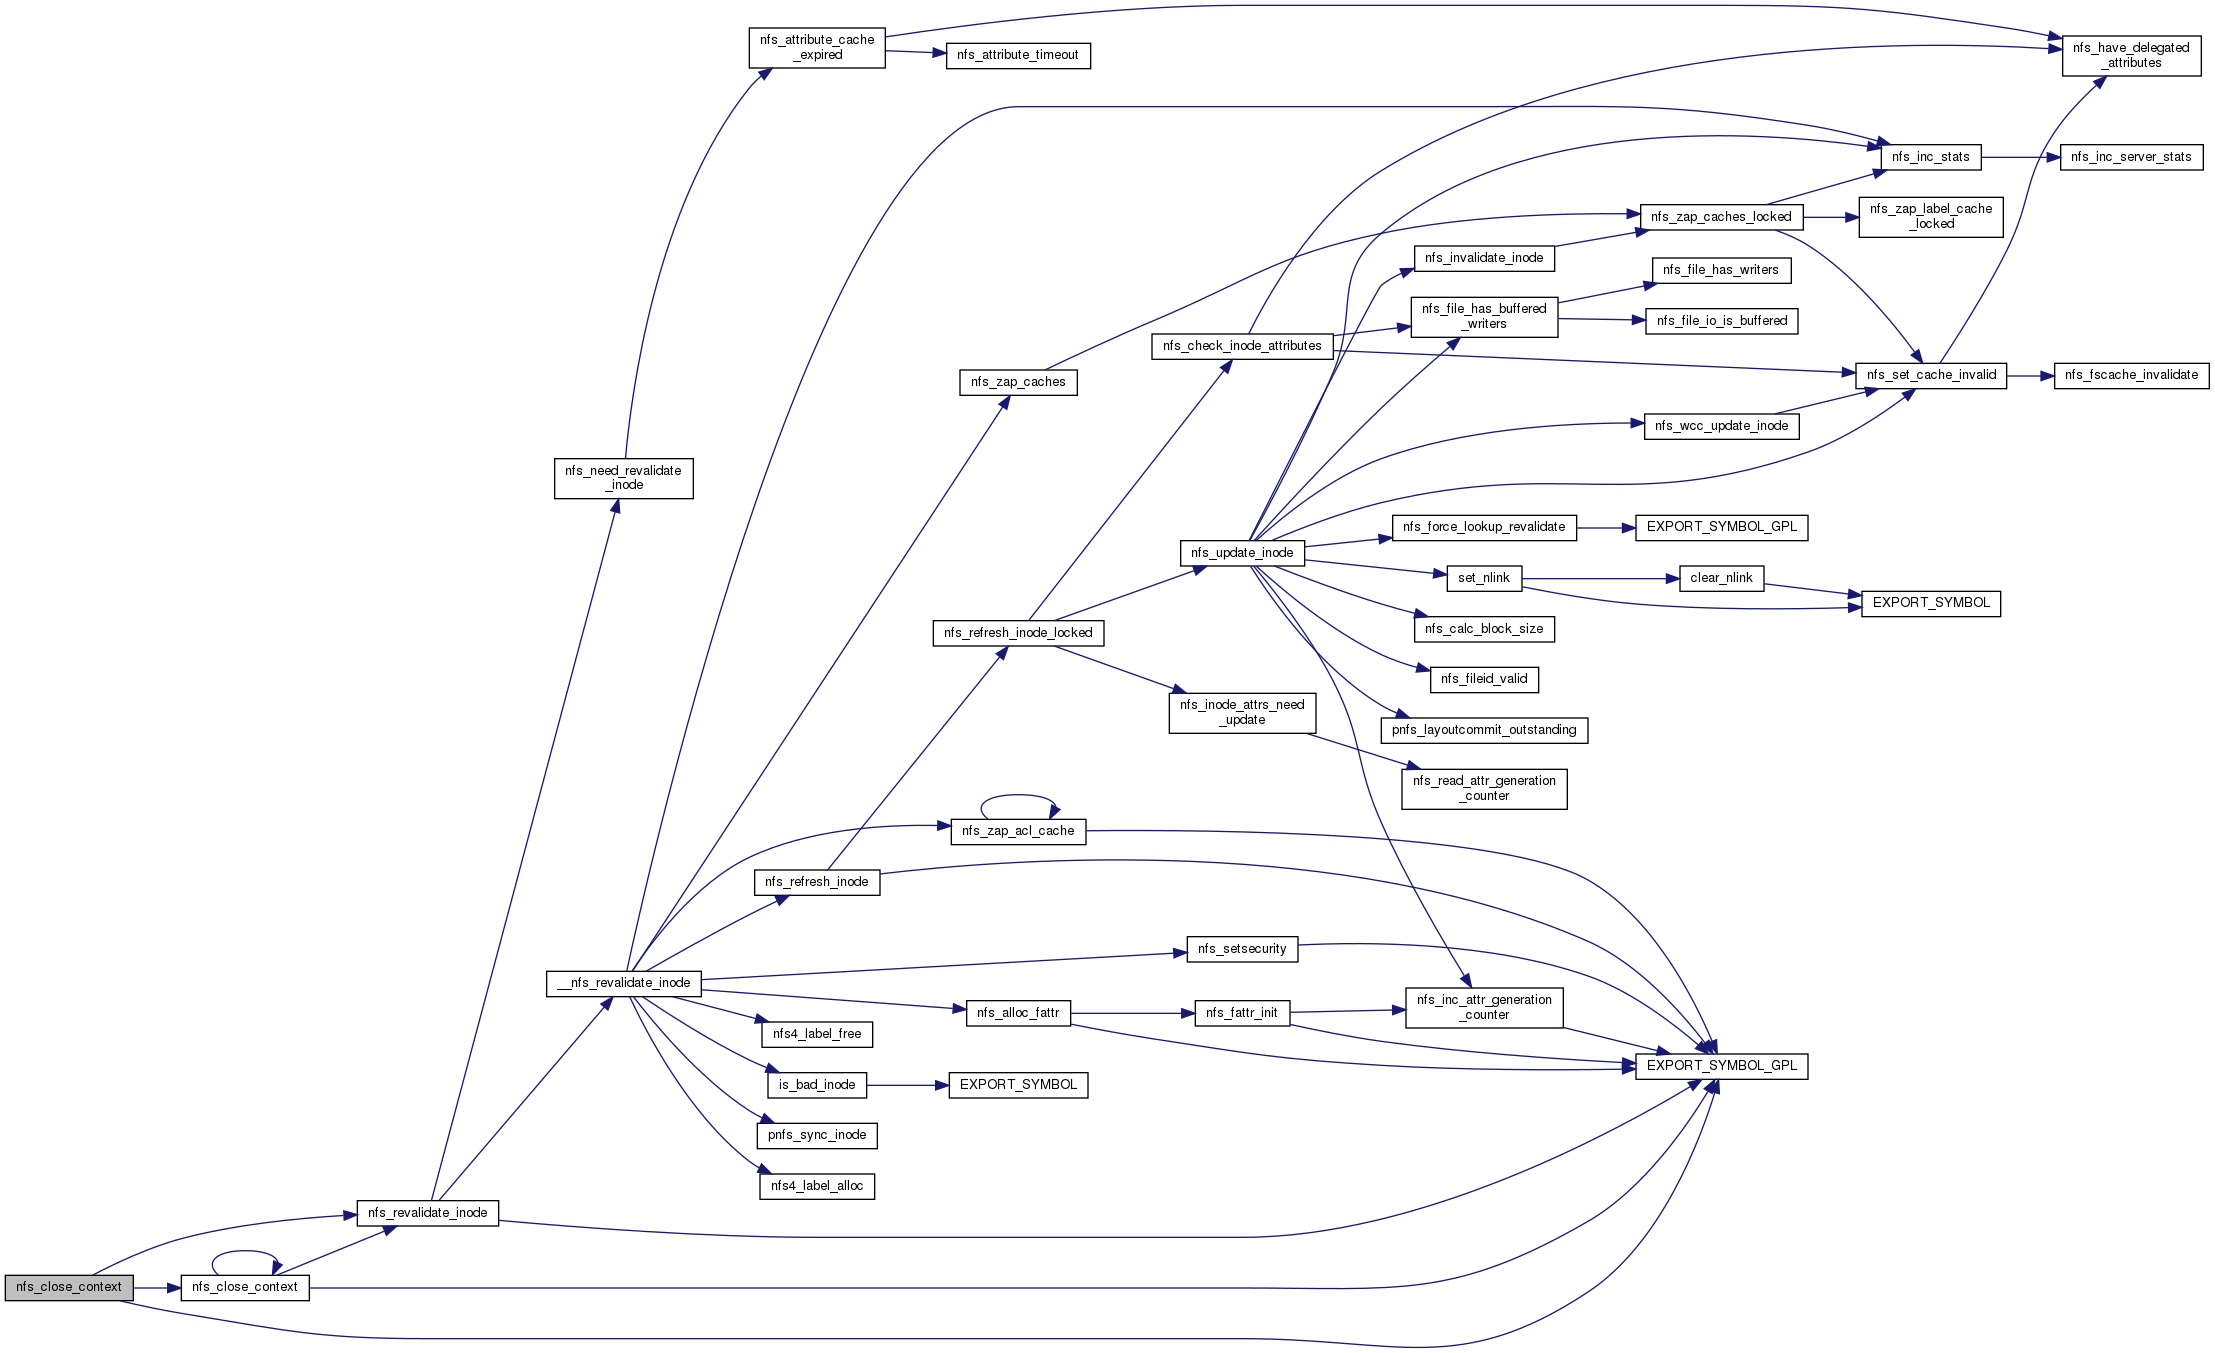 nfs_attribute_cache
_expired
nfs_attribute_timeout
nfs_have_delegated
_attributes
nfs_inc_stats
nfs_inc_server_stats
nfs_zap_caches_locked
nfs_zap_label_cache
_locked
nfs_invalidate_inode
nfs_file_has_writers
nfs_file_has_buffered
_writers
nfs_file_io_is_buffered
nfs_check_inode_attributes
nfs_zap_caches
nfs_set_cache_invalid
nfs_fscache_invalidate
nfs_wcc_update_inode
nfs_need_revalidate
_inode
nfs_force_lookup_revalidate
EXPORT_SYMBOL_GPL
nfs_update_inode
set_nlink
clear_nlink
EXPORT_SYMBOL
nfs_calc_block_size
nfs_refresh_inode_locked
nfs_fileid_valid
nfs_inode_attrs_need
_update
pnfs_layoutcommit_outstanding
nfs_read_attr_generation
_counter
nfs_zap_acl_cache
nfs_refresh_inode
nfs_setsecurity
__nfs_revalidate_inode
nfs_alloc_fattr
nfs_fattr_init
nfs_inc_attr_generation
_counter
nfs4_label_free
EXPORT_SYMBOL_GPL
is_bad_inode
EXPORT_SYMBOL
pnfs_sync_inode
nfs4_label_alloc
nfs_revalidate_inode
nfs_close_context
nfs_close_context